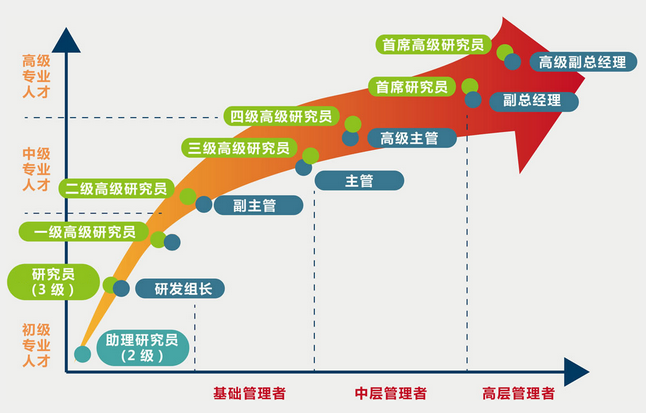 首席高级研究员
高级副总经理
高级
专业
人才
首席研究员
副总经理
四级高级研究员
高级主管
三级高级研究员
中级
专业
人才
主管
二级高级研究员
副主管
一级高级研究员
研究员
(3 级)
研发组长
初级
专业
人才
助理研究员
(2 级)
基础管理者
中层管理者
高层管理者